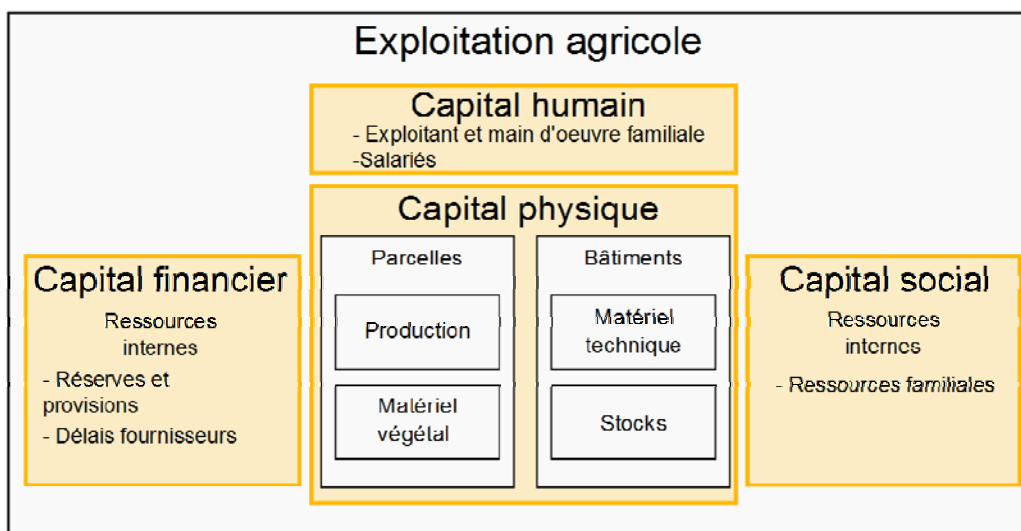 Exploitation agricole
Capital humain
- Exploitant et main d'oeuvre familiale
-Salariés
Capital physique
Parcelles
Production
Matériel
végétal
Bâtiments
Matériel
technique
Stocks
Capital financier
Ressources
internes
- Réserves et
provisions
- Délais fournisseurs
Capital social
Ressources
internes
- Ressources familiales